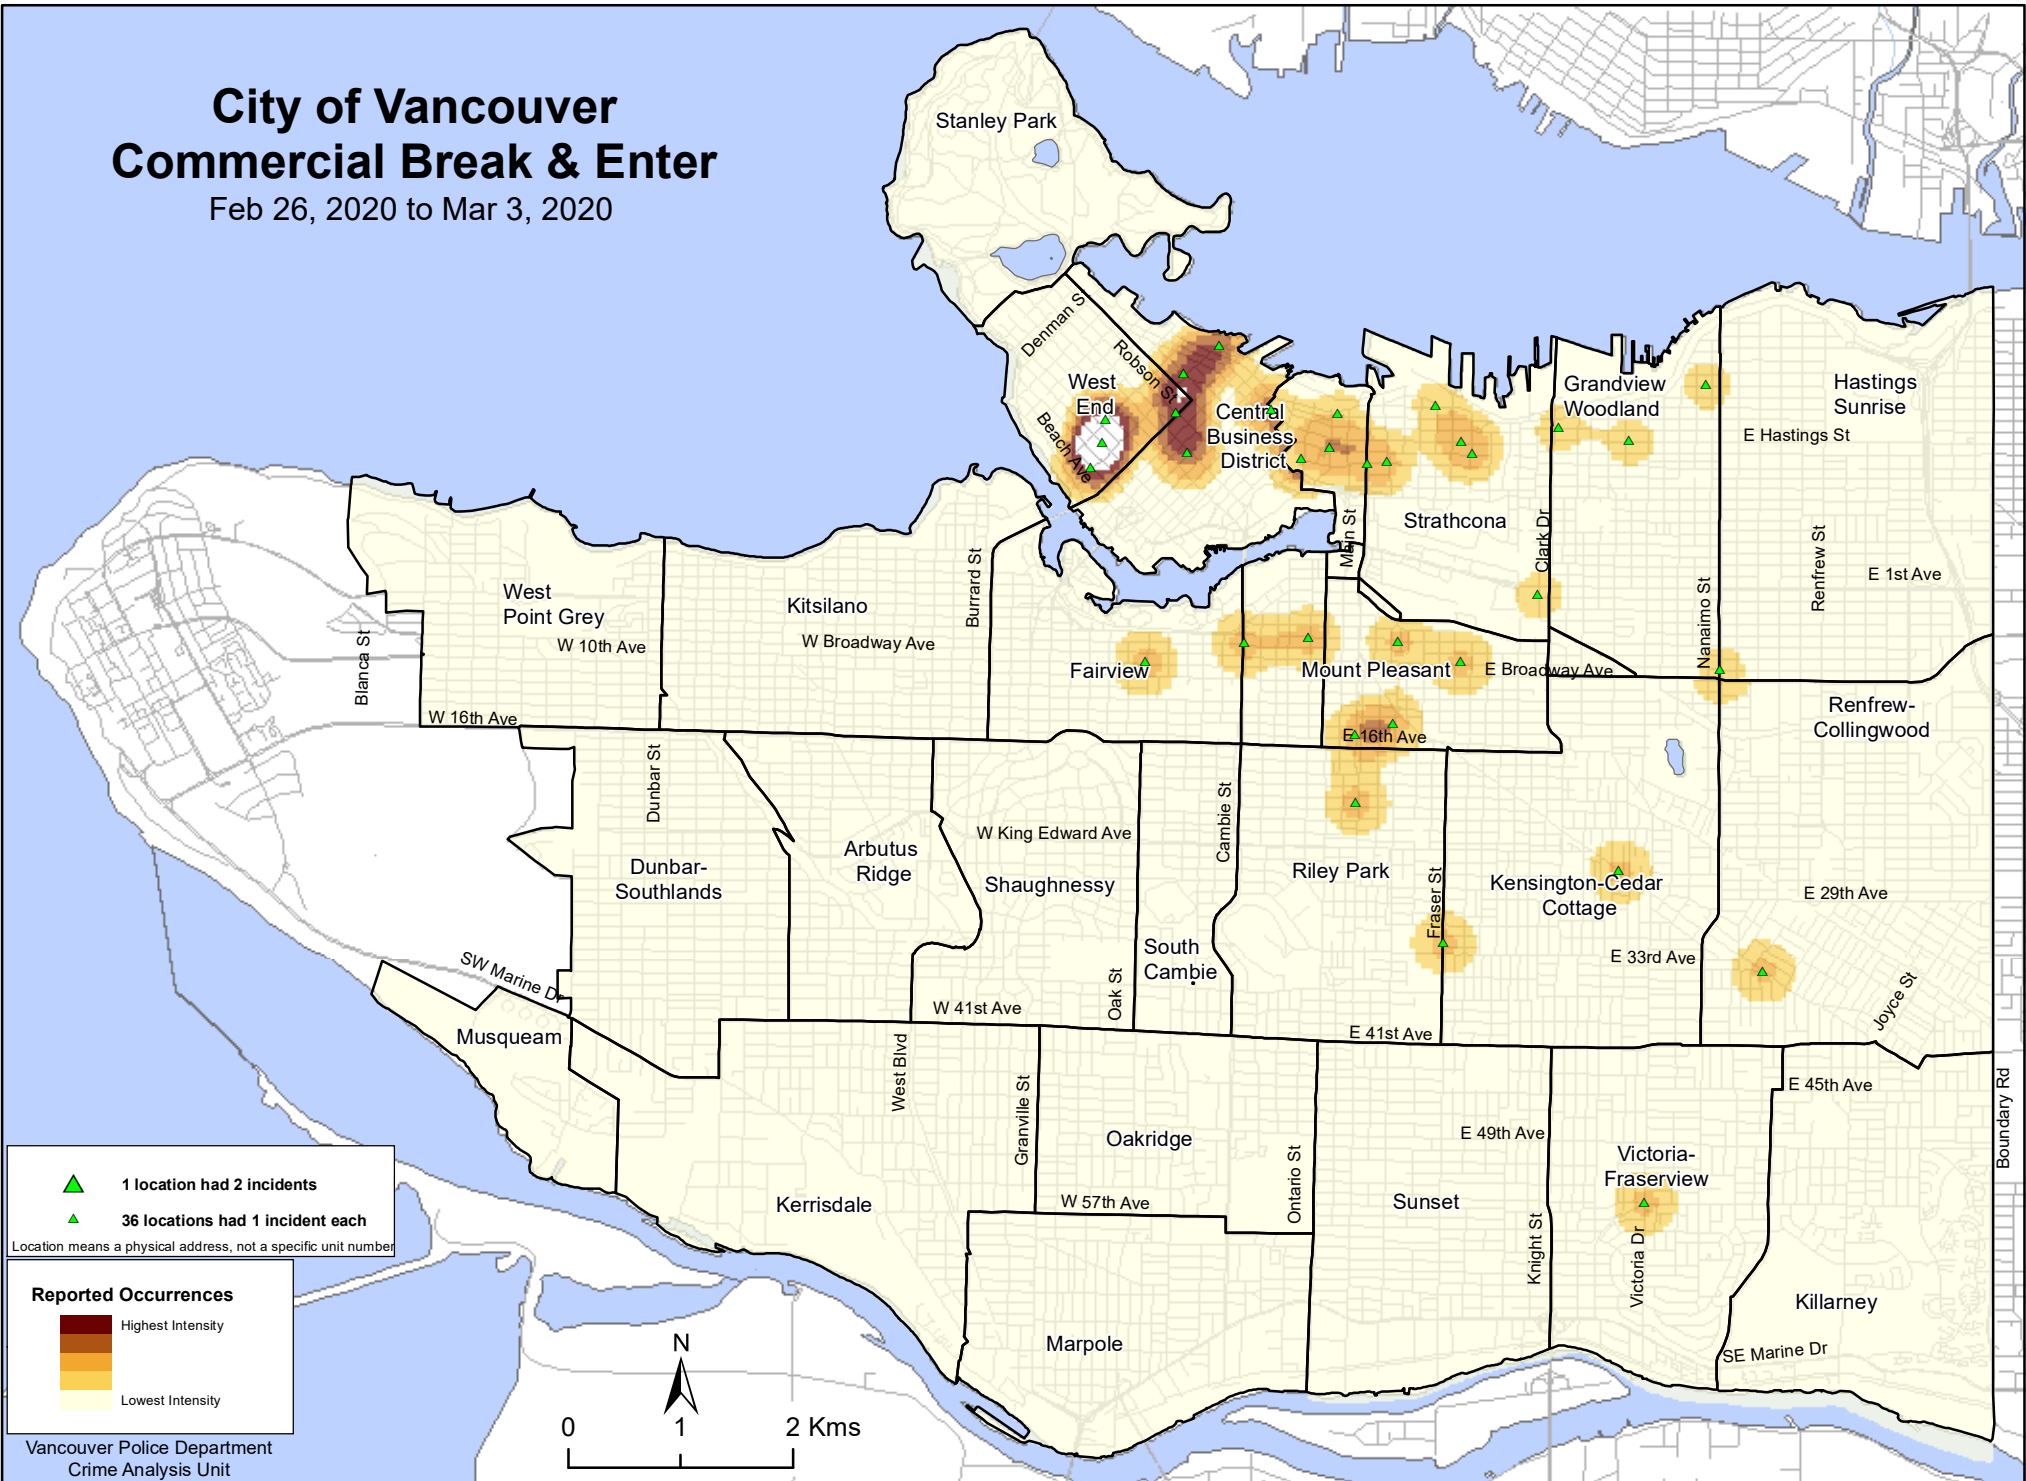 City of Vancouver
Commercial Break & Enter
Feb 26, 2020 to Mar 3, 2020
Stanley Park
Denman S
Robson St
West
End
Beach Ave
Central
Business
District
Grandview
Woodland
Hastings
Sunrise
E Hastings St
Strathcona
Main St
Clark Dr
Nanaimo St
Renfrew St
E 1st Ave
West
Point Grey
W 10th Ave
Blanca St
W 16th Ave
Kitsilano
W Broadway Ave
Burrard St
Fairview
Mount Pleasant
E Broadway Ave
E 16th Ave
Renfrew-
Collingwood
Dunbar St
Dunbar-
Southlands
Arbutus
Ridge
W King Edward Ave
Shaughnessy
Cambie St
South
Cambie
Oak St
W 41st Ave
Riley Park
Fraser St
Kensington-Cedar
Cottage
E 29th Ave
E 33rd Ave
Joyce St
E 41st Ave
SW Marine Dr
Musqueam
West Blvd
Granville St
Kerrisdale
Oakridge
W 57th Ave
Ontario St
E 49th Ave
Sunset
Knight St
Victoria-
Fraserview
Victoria Dr
E 45th Ave
Boundary Rd
Killarney
SE Marine Dr
Marpole
1 location had 2 incidents
36 locations had 1 incident each
Location means a physical address, not a specific unit number
Reported Occurrences
Highest Intensity
Lowest Intensity
Vancouver Police Department
Crime Analysis Unit
N
0 1 2 Kms